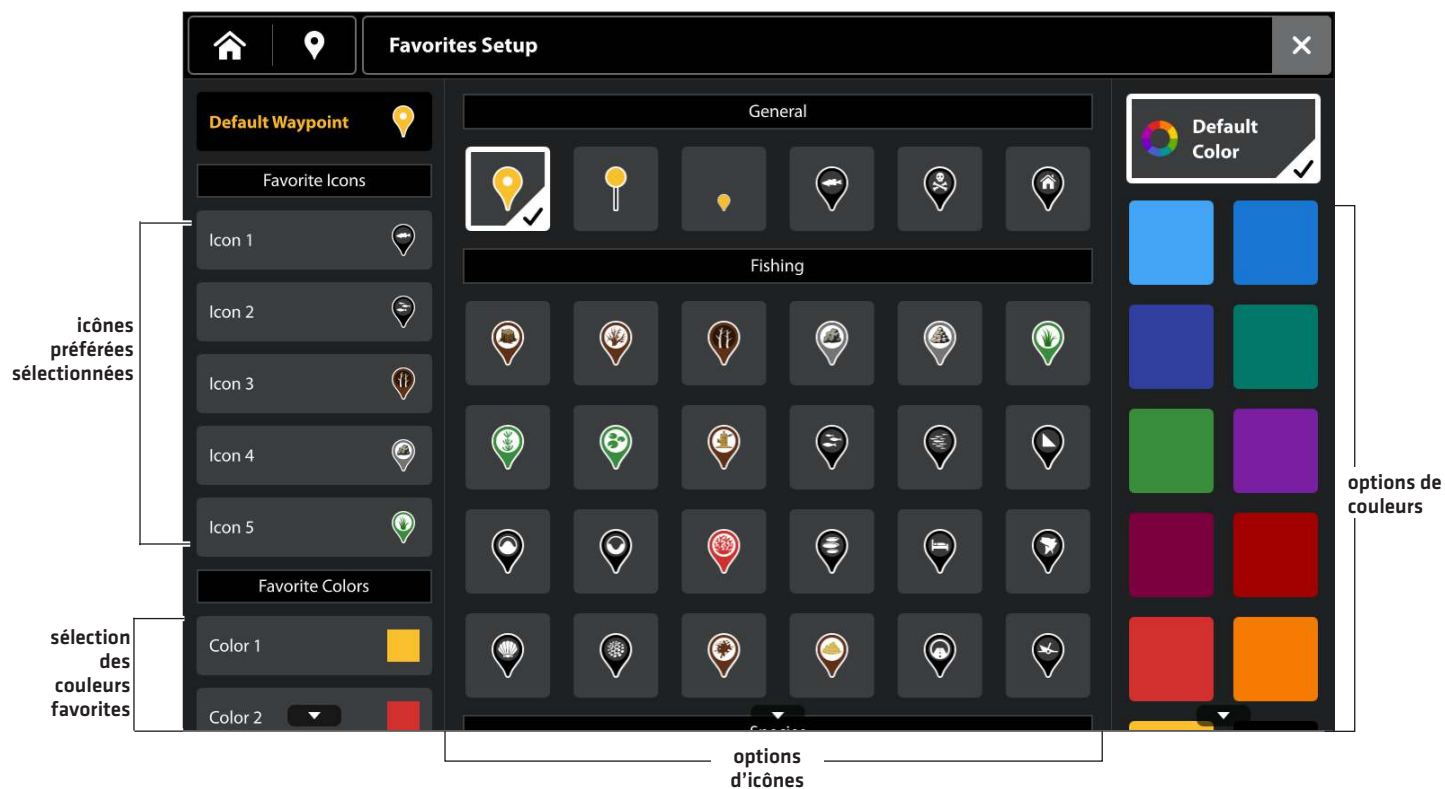 Favorites Setup
Default Waypoint
Favorite Icons
Icon 1
Icon 2
Icon 3
Icon 4
Icon 5
Favorite Colors
Color 1
Color 2
General
Fishing
Species
Default
Color
icônes
préférées
sélectionnées
sélection
des
couleurs
favorites
options
d'icônes
options de
couleurs